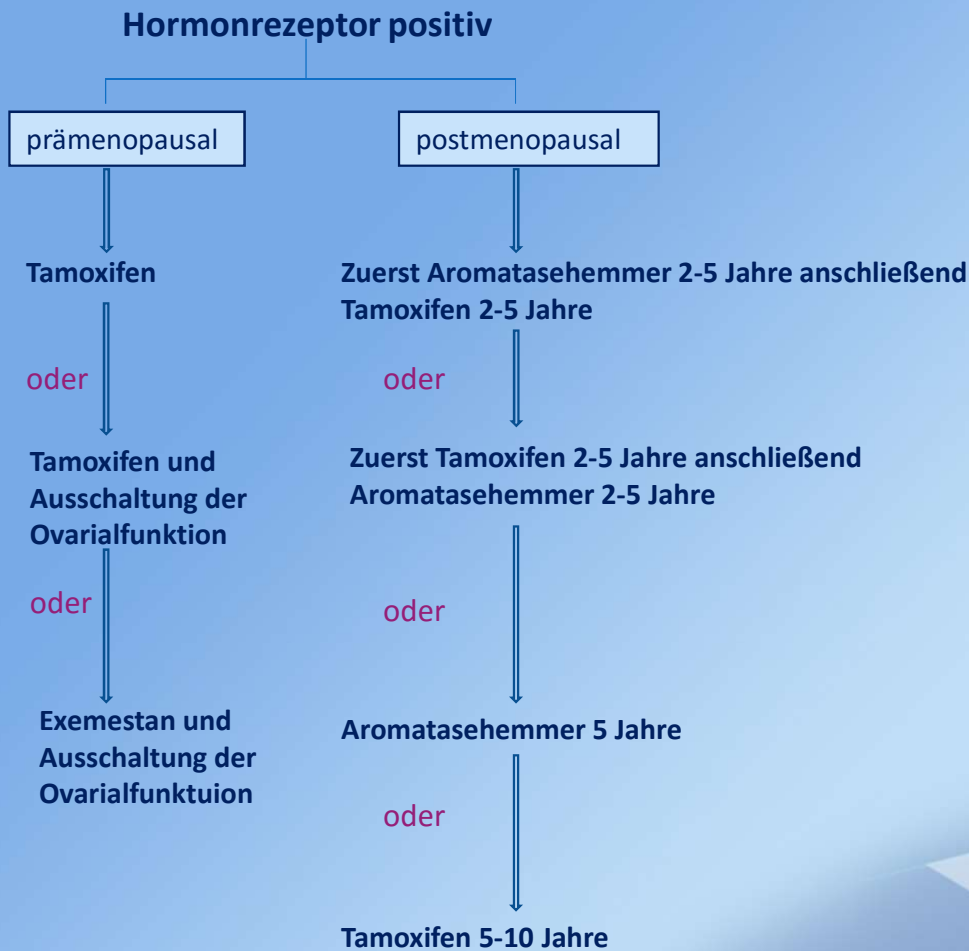 Hormonrezeptor positiv
prämenopausal
Tamoxifen
oder
Tamoxifen und
Ausschaltung der
Ovarialfunktion
oder
Exemestan und
Ausschaltung der
Ovarialfunktuion
postmenopausal
Zuerst Aromatasehemmer 2-5 Jahre anschließend
Tamoxifen 2-5 Jahre
oder
Zuerst Tamoxifen 2-5 Jahre anschließend
Aromatasehemmer 2-5 Jahre
oder
Aromatasehemmer 5 Jahre
oder
Tamoxifen 5-10 Jahre